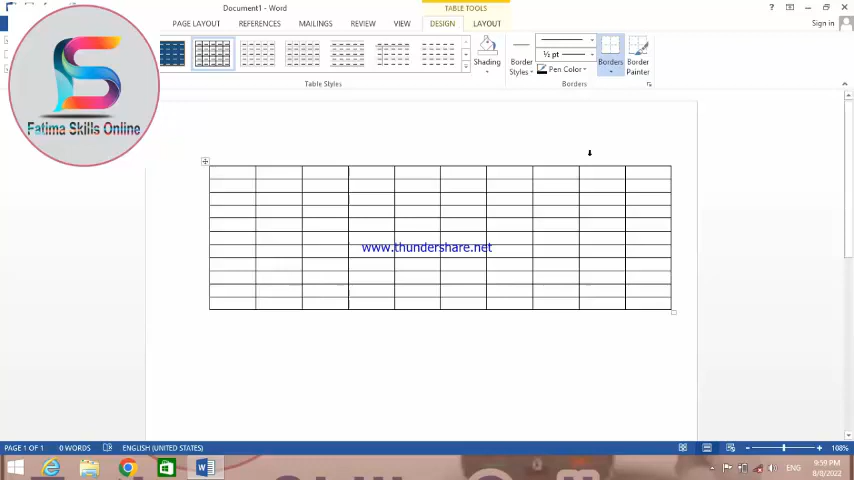 Document1 - Word
TABLE TOOLS
PAGE LAYOUT
REFERENCES
MAILINGS
REVIEW
VIEW
DESIGN
LAYOUT
Sign in
½ pt
Pen Color
Shading
Border
Styles
Borders
Border
Painter
Table Styles
Borders
Fatima Skills Online
www.thundershare.net
PAGE 1 OF 1
0 WORDS
ENGLISH (UNITED STATES)
108%
ENG
9:59 PM
8/8/2022